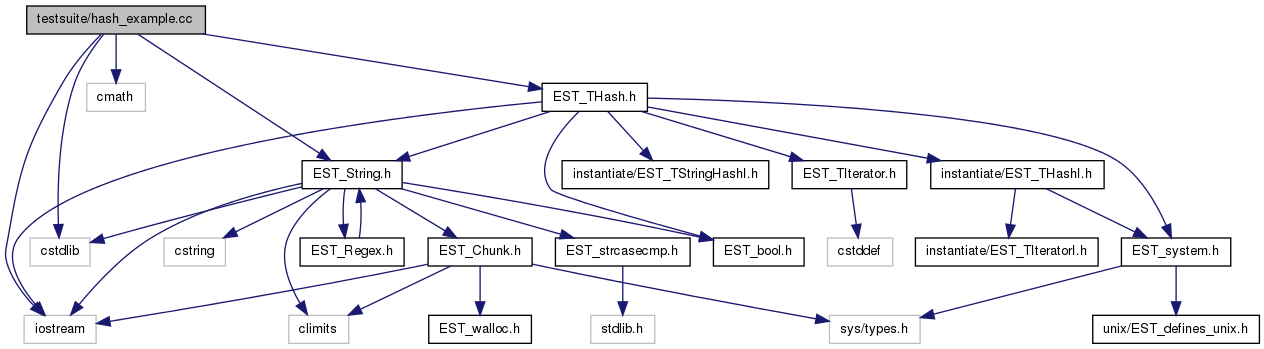 testsuite/hash_example.cc
cmath
EST_THash.h
EST_String.h
instantiate/EST_TStringHashI.h
EST_TIterator.h
instantiate/EST_THashI.h
cstdlib
cstring
EST_Regex.h
EST_Chunk.h
EST_strcasecmp.h
EST_bool.h
cstddef
instantiate/EST_TIteratorI.h
EST_system.h
iostream
climits
EST_walloc.h
stdlib.h
sys/types.h
unix/EST_defines_unix.h